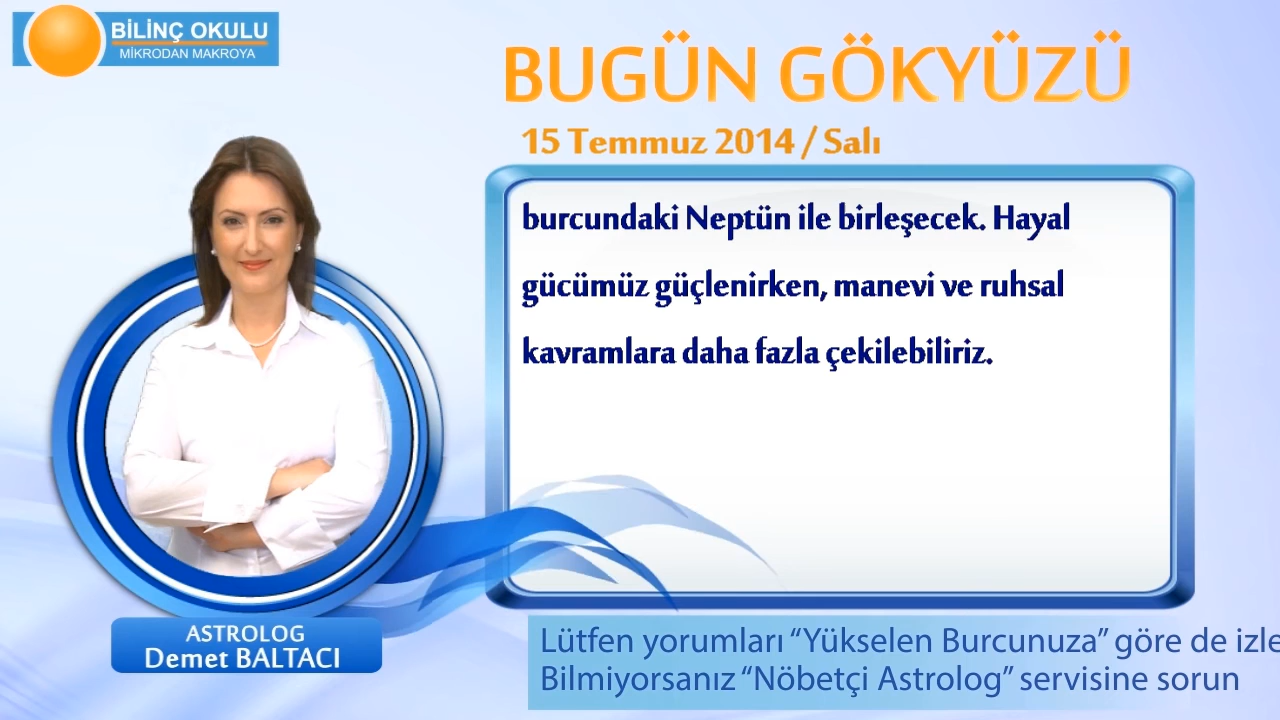 BİLİNÇ OKULU
MİKRODAN MAKROYA
BUGÜN GÖKYÜZÜ
15 Temmuz 2014 / Salı
burcundaki Neptün ile birleşecek. Hayal
gücümüz güçlenirken, manevi ve ruhsal
kavramlara daha fazla çekilebiliriz.
ASTROLOG
Demet BALTACI
Lütfen yorumları “Yükselen Burcunuza” göre de izle
Bilmiyorsanız “Nöbetçi Astrolog” servisine sorun